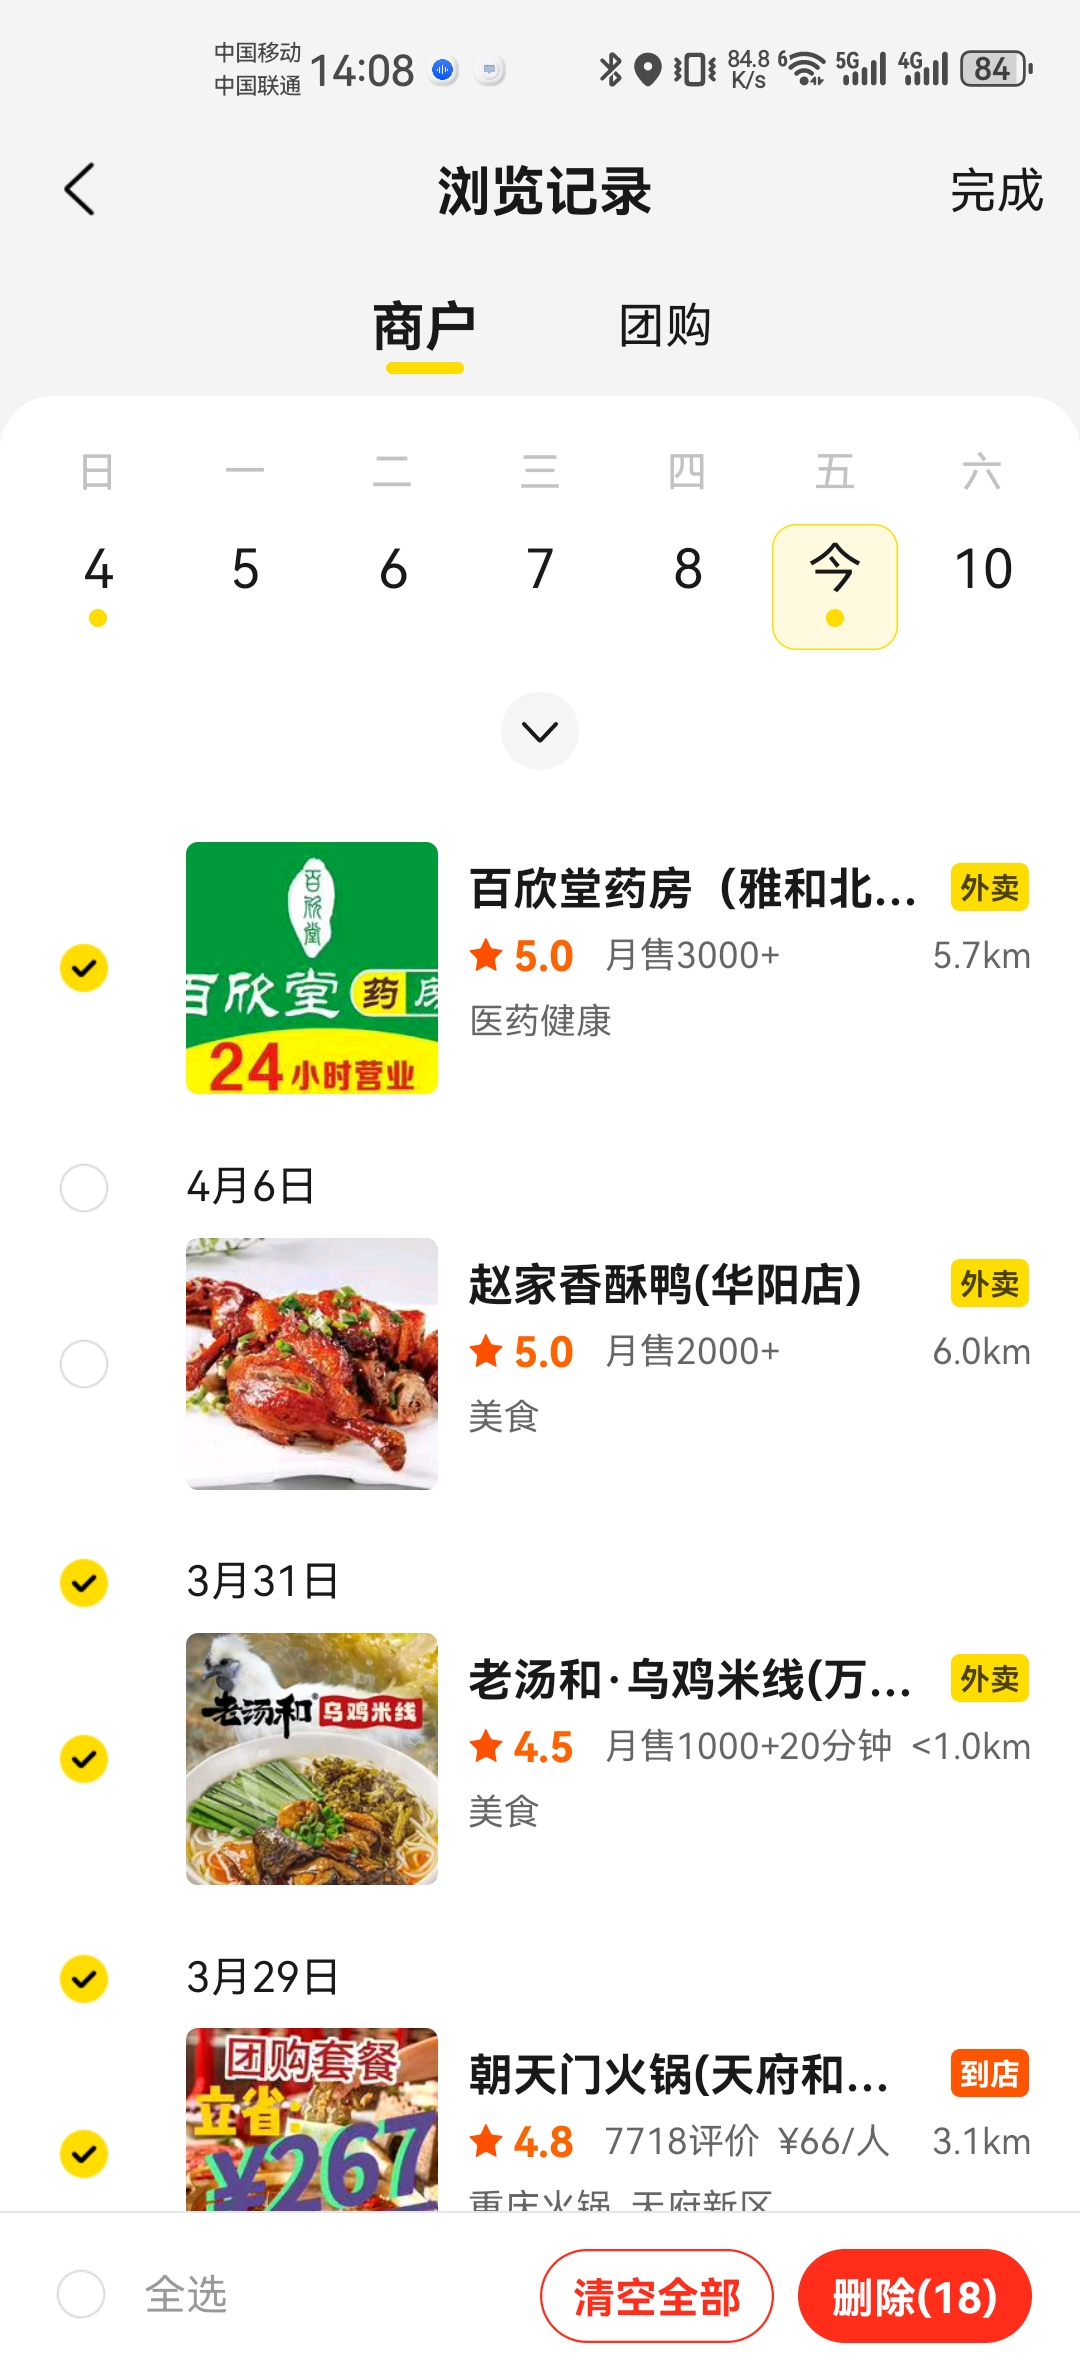 中国移动
中国联通
14:08
84.8
K/s
6
5G
4G
84
浏览记录
完成
商户
团购
日 一 二 三 四 五 六
4 5 6 7 8 今 10
百欣堂
百欣堂药房
24小时营业
百欣堂药房（雅和北...
外卖
5.0 月售3000+ 5.7km
医药健康
4月6日
赵家香酥鸭(华阳店)
外卖
5.0 月售2000+ 6.0km
美食
3月31日
老汤和®乌鸡米线
老汤和·乌鸡米线(万...
外卖
4.5 月售1000+20分钟 <1.0km
美食
3月29日
团购套餐
立省:
¥267
朝天门火锅(天府和...
到店
4.8 7718评价 ¥66/人 3.1km
重庆火锅 天府新区
全选
清空全部
删除(18)